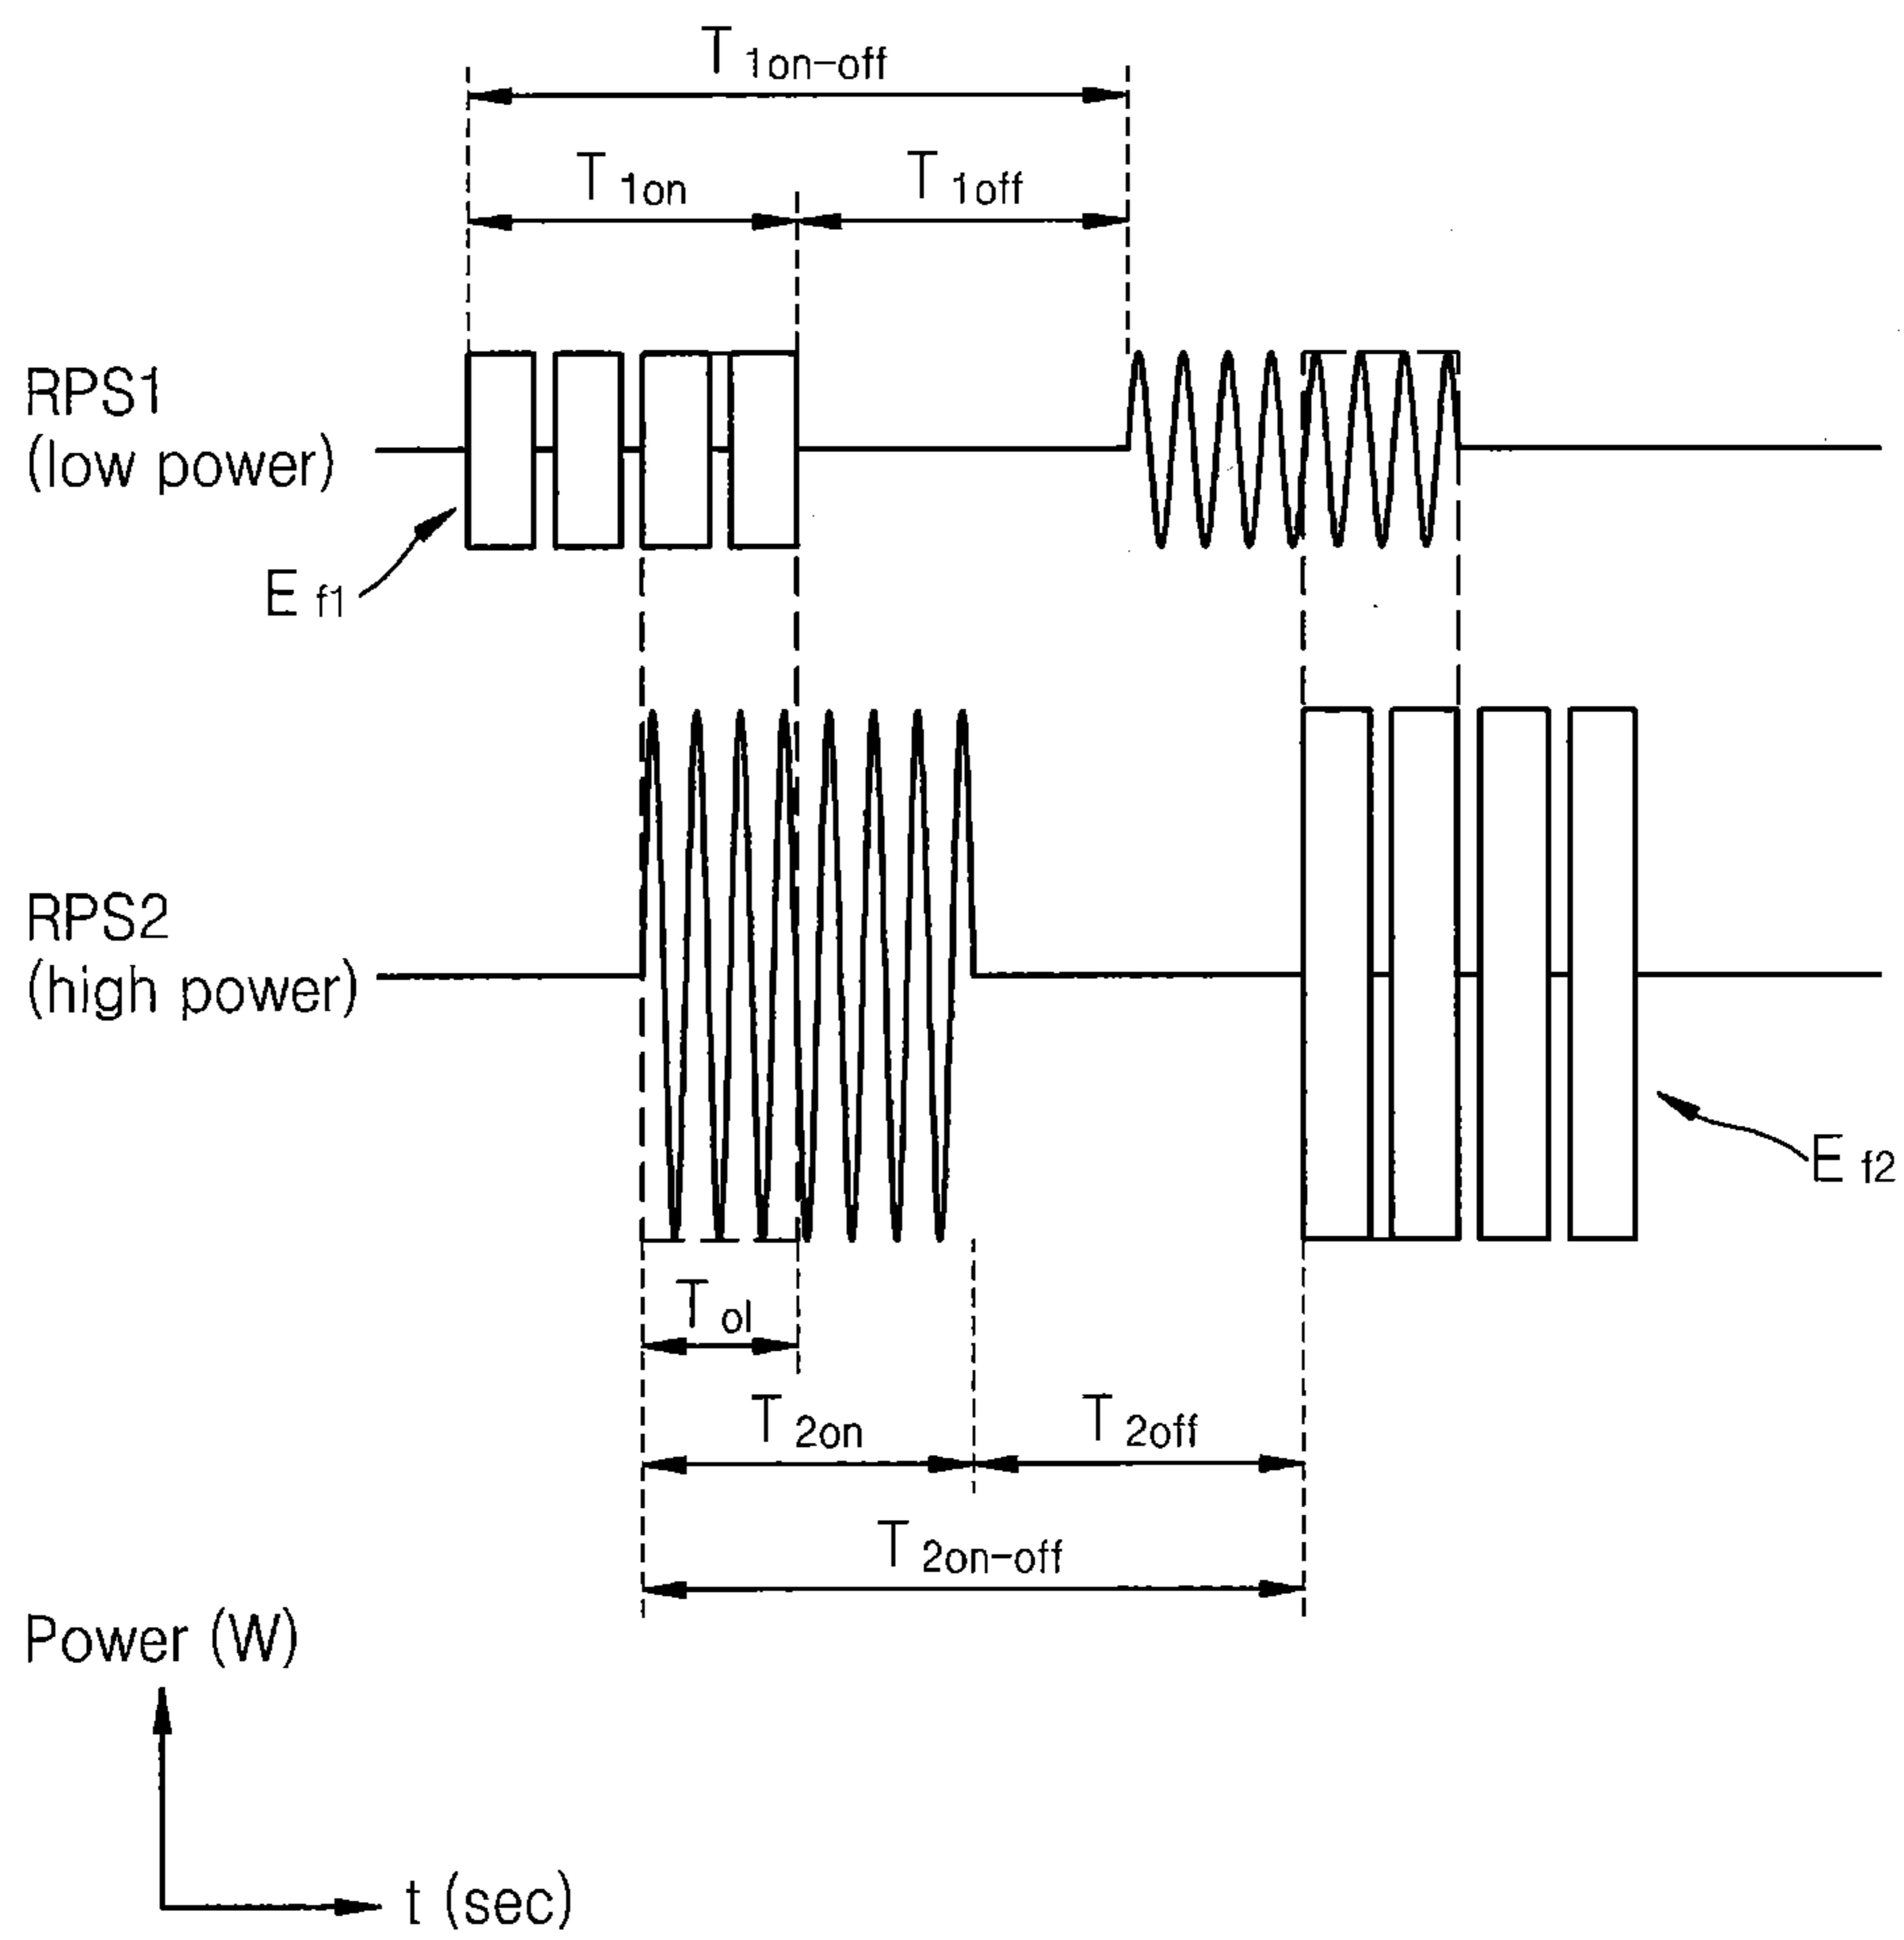 T 1on-off
T 1on
T 1off
RPS1
(low power)
E f1
RPS2
(high power)
E f2
T ol
T 2on
T 2off
T 2on-off
Power (W)
t (sec)